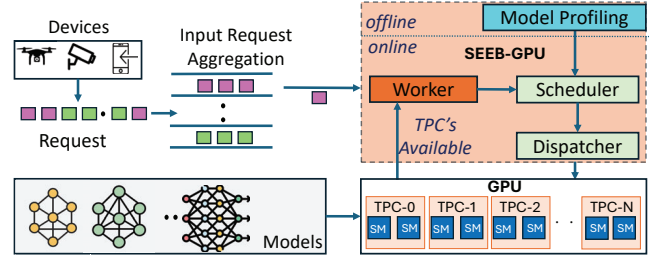 Devices
Input Request
Aggregation
Request
offline
online
Model Profiling
SEEB-GPU
Worker
Scheduler
TPC's
Available
Dispatcher
Models
GPU
TPC-0
TPC-1
TPC-2
TPC-N
SM SM SM SM SM SM SM SM